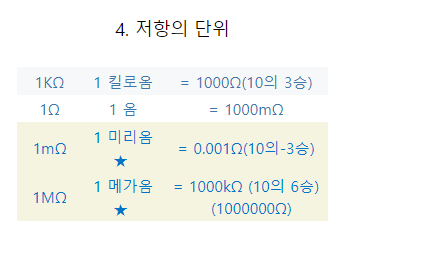 4. 저항의 단위
1KΩ 1 킬로옴 = 1000Ω(10의 3승)
1Ω 1 옴 = 1000mΩ
1mΩ 1 미리옴 ★ = 0.001Ω(10의-3승)
1MΩ 1 메가옴 ★ = 1000kΩ (10의 6승)
(1000000Ω)